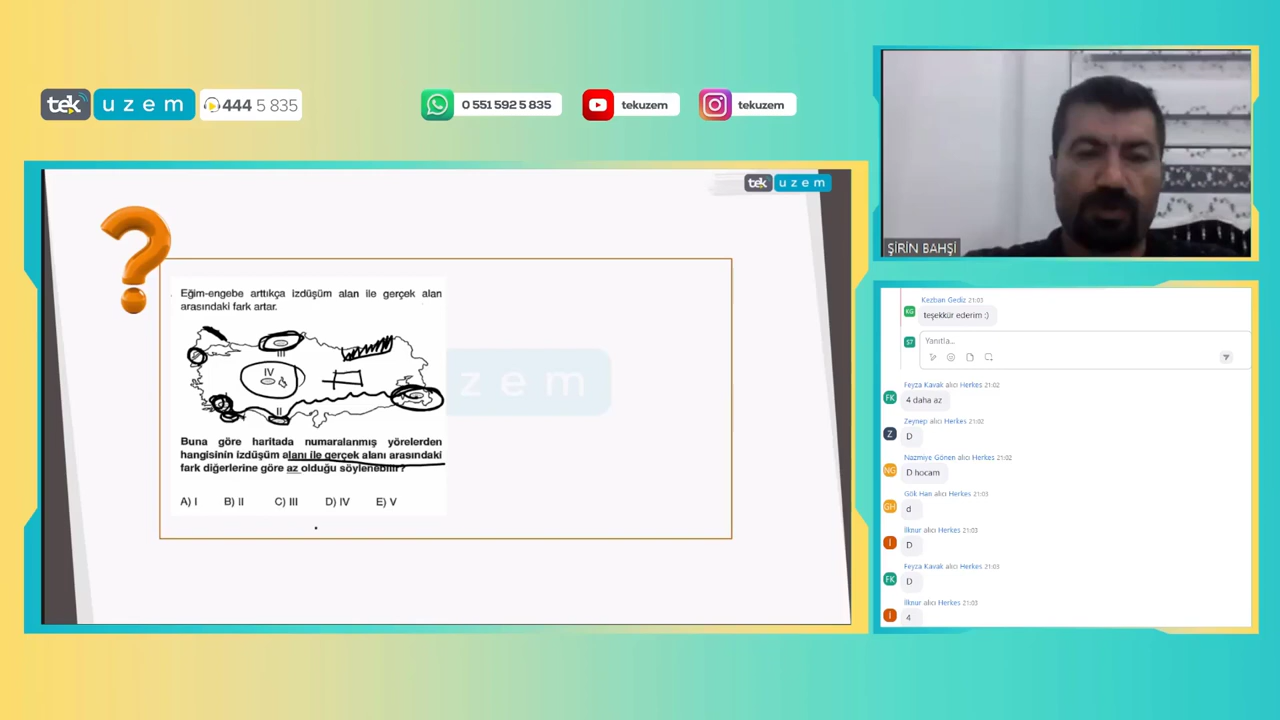 tek uzem 444 5 835
0 551 592 5 835
tekuzem
tekuzem
tek uzem
ŞİRİN BAHŞİ
Eğim-engebe arttıkça izdüşüm alan ile gerçek alan
arasındaki fark artar.
III
IV
II
Buna göre haritada numaralanmış yörelerden
hangisinin izdüşüm alanı ile gerçek alanı arasındaki
fark diğerlerine göre az olduğu söylenebilir?
A) I B) II C) III D) IV E) V
z e m
Kezban Gediz 21:03
KG teşekkür ederim :)
Yanıtla...
Feyza Kavak alıcı Herkes 21:02
FK 4 daha az
Zeynep alıcı Herkes 21:02
Z D
Nazmiye Gönen alıcı Herkes 21:02
NG D hocam
Gök Han alıcı Herkes 21:03
GH d
İlknur alıcı Herkes 21:03
İ D
Feyza Kavak alıcı Herkes 21:03
FK D
İlknur alıcı Herkes 21:03
İ 4